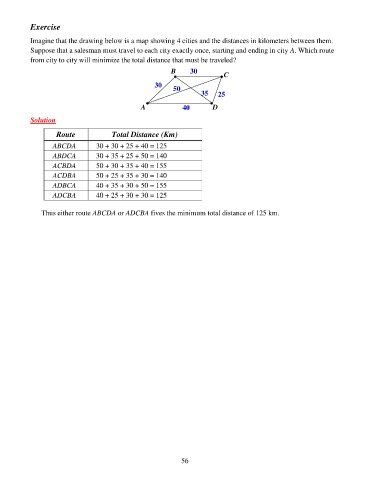 Exercise
Imagine that the drawing below is a map showing 4 cities and the distances in kilometers between them.
Suppose that a salesman must travel to each city exactly once, starting and ending in city A. Which route
from city to city will minimize the total distance that must be traveled?
B 30 C
30 50 35 25
A 40 D
Solution
Route Total Distance (Km)
ABCDA 30 + 30 + 25 + 40 = 125
ABDCA 30 + 35 + 25 + 50 = 140
ACBDA 50 + 30 + 35 + 40 = 155
ACDBA 50 + 25 + 35 + 30 = 140
ADBCA 40 + 35 + 30 + 50 = 155
ADCBA 40 + 25 + 30 + 30 = 125
Thus either route ABCDA or ADCBA fives the minimum total distance of 125 km.
56